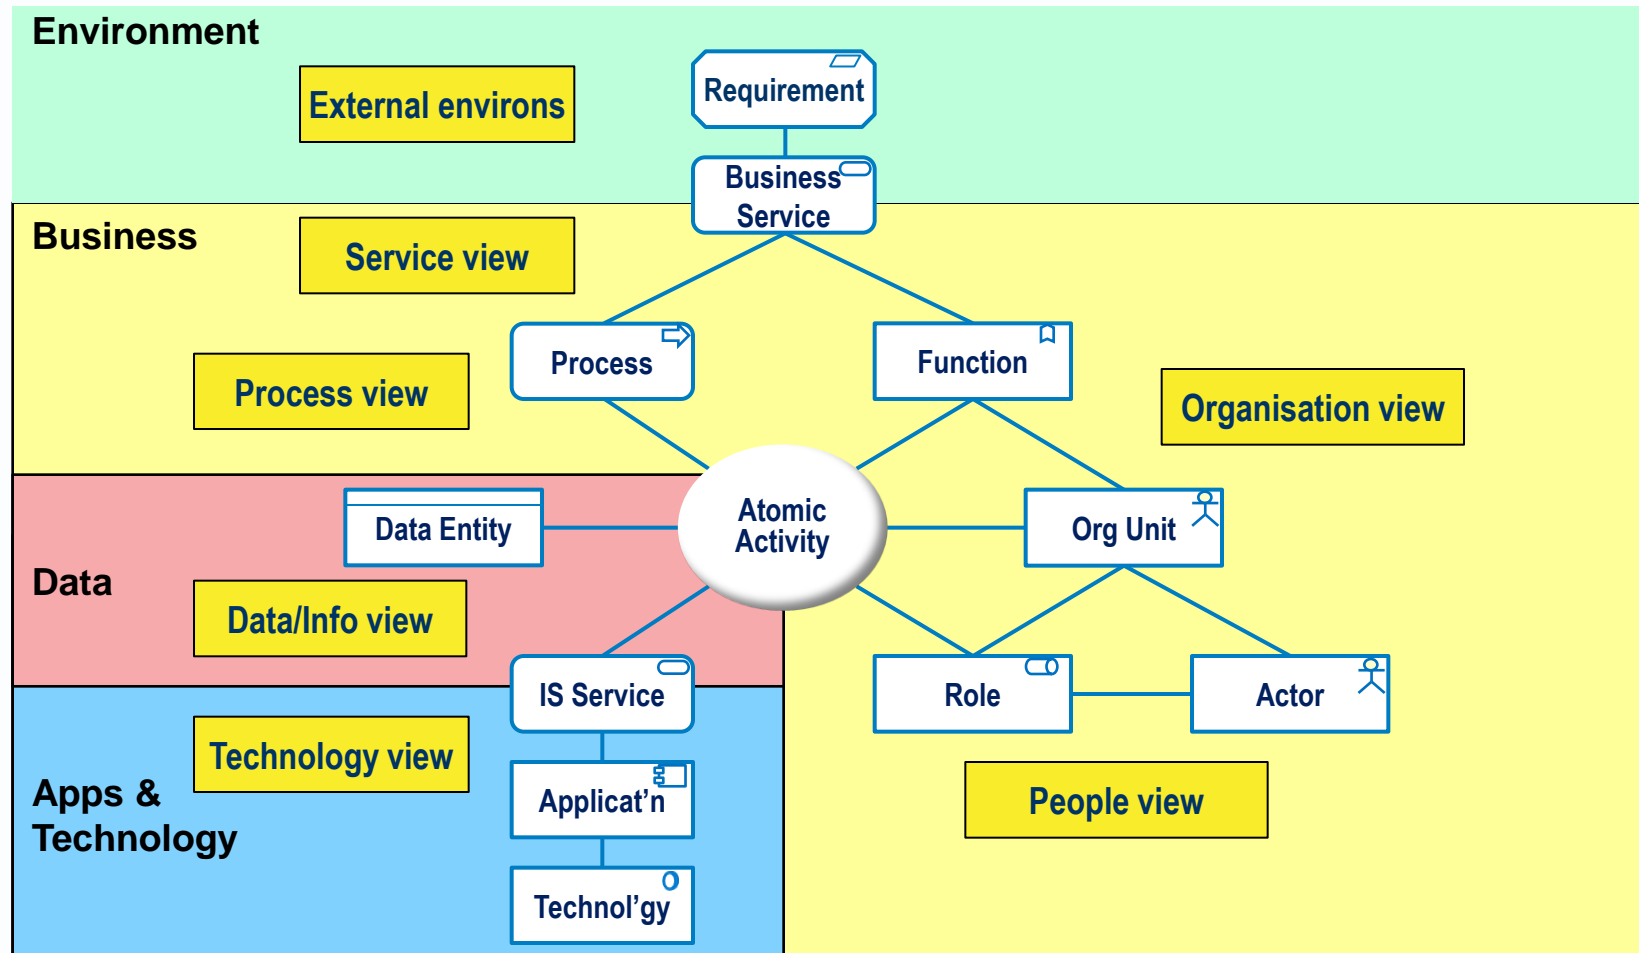 Environment
External environs
Requirement
Business
Service
Business
Service view
Process
Function
Process view
Organisation view
Data Entity
Atomic
Activity
Org Unit
Data
Data/Info view
IS Service
Role
Actor
Technology view
Apps &
Technology
Applicat’n
People view
Technol’gy